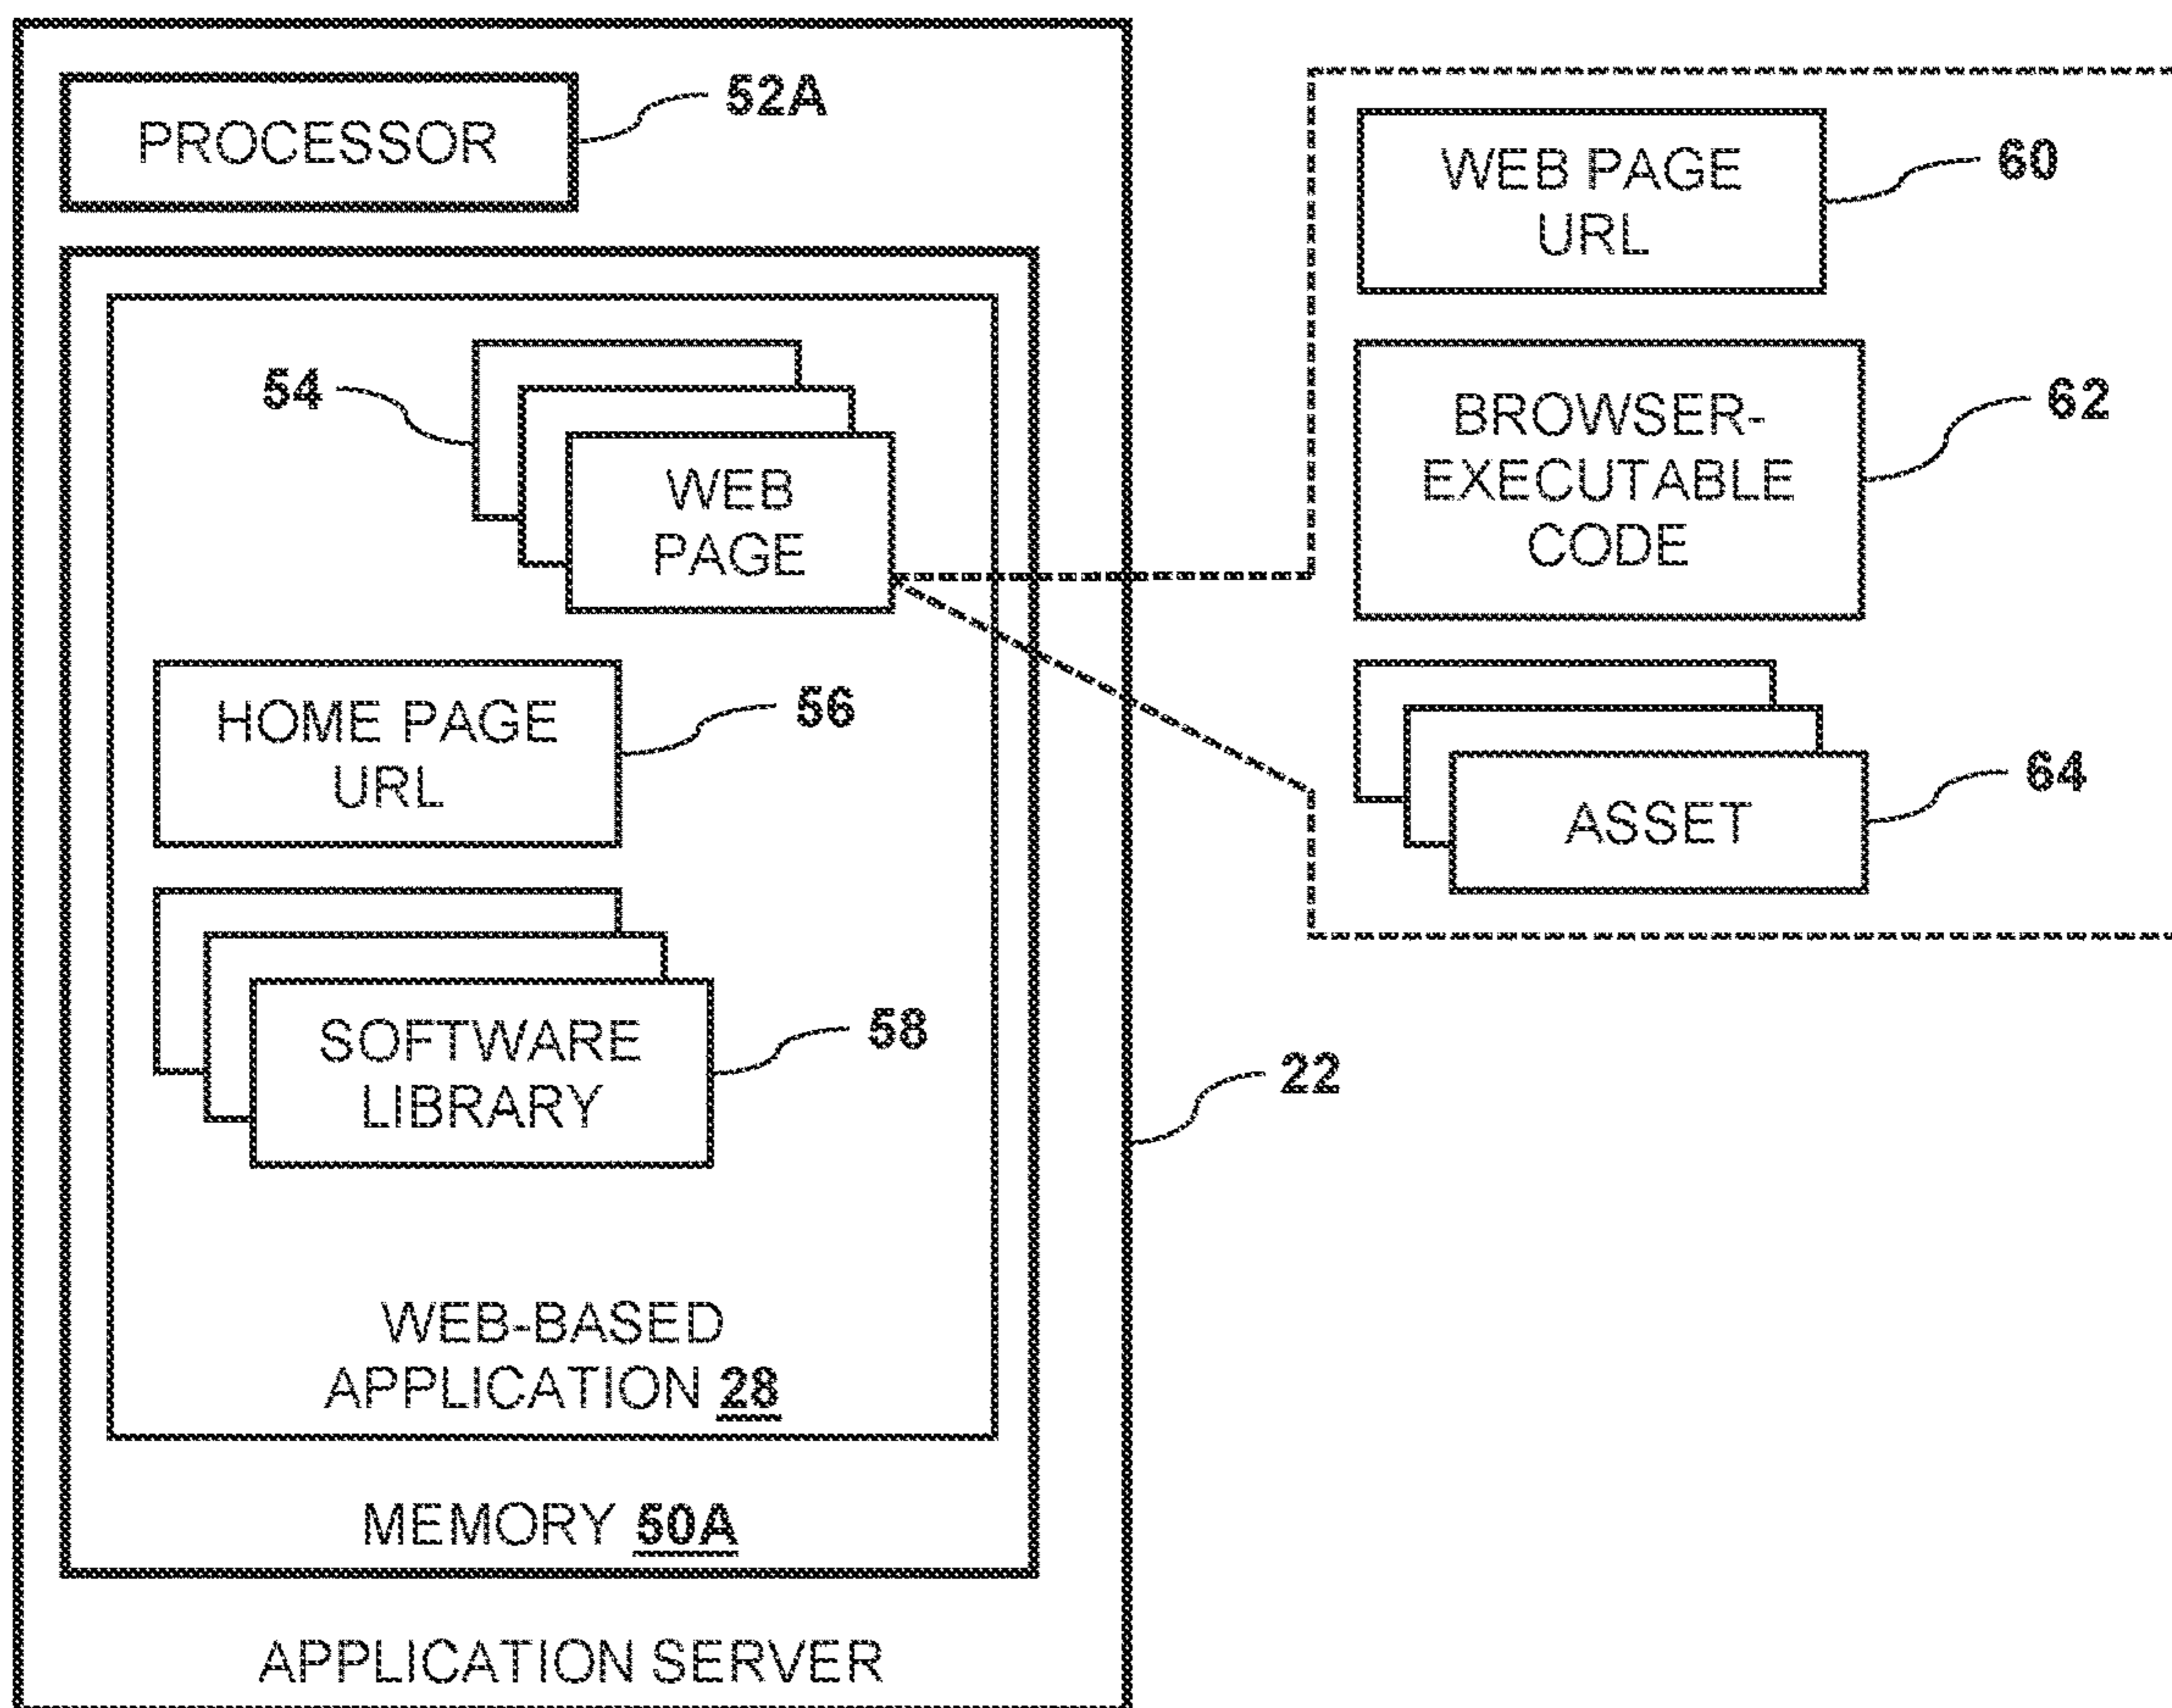 PROCESSOR
52A
54
WEB
PAGE
HOME PAGE
URL
56
SOFTWARE
LIBRARY
58
WEB-BASED
APPLICATION 28
MEMORY 50A
APPLICATION SERVER
22
WEB PAGE
URL
60
BROWSER-
EXECUTABLE
CODE
62
ASSET
64